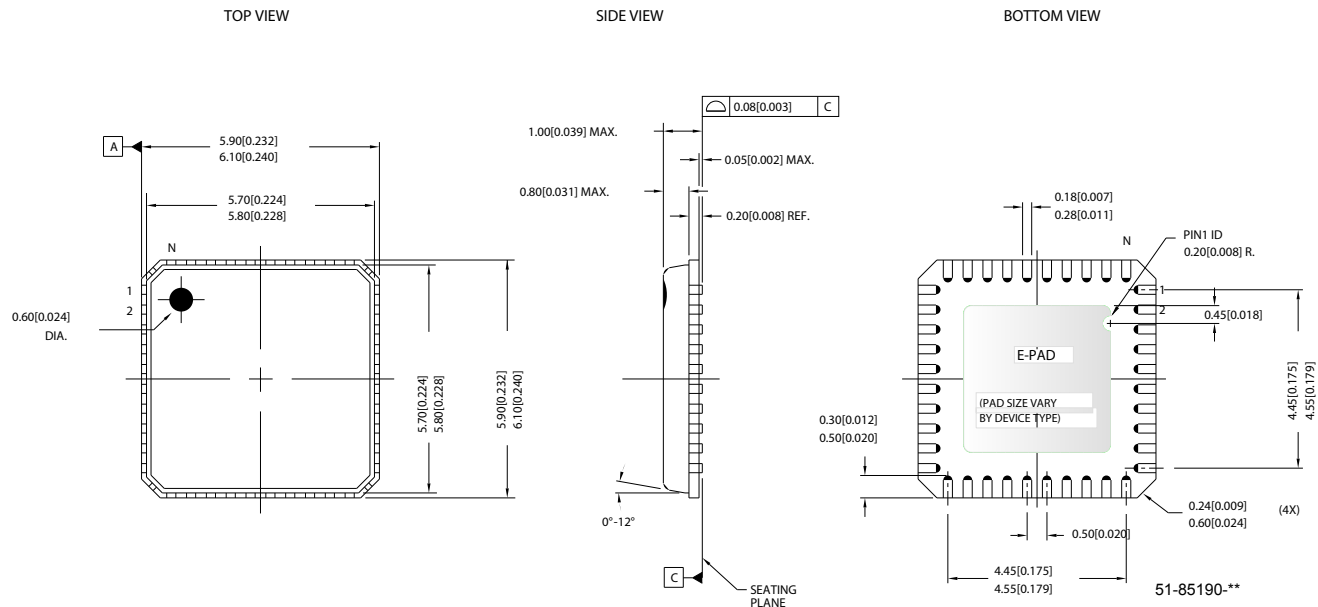 TOP VIEW
SIDE VIEW
BOTTOM VIEW
A
5.90[0.232]
6.10[0.240]
5.70[0.224]
5.80[0.228]
N
1
2
0.60[0.024]
DIA.
5.70[0.224]
5.80[0.228]
5.90[0.232]
6.10[0.240]
0.08[0.003] C
1.00[0.039] MAX.
0.05[0.002] MAX.
0.80[0.031] MAX.
0.20[0.008] REF.
0°-12°
C
SEATING
PLANE
0.18[0.007]
0.28[0.011]
N
PIN1 ID
0.20[0.008] R.
1
2
0.45[0.018]
E-PAD
(PAD SIZE VARY
BY DEVICE TYPE)
4.45[0.175]
4.55[0.179]
0.30[0.012]
0.50[0.020]
0.24[0.009]
0.60[0.024]
(4X)
0.50[0.020]
4.45[0.175]
4.55[0.179]
51-85190-**